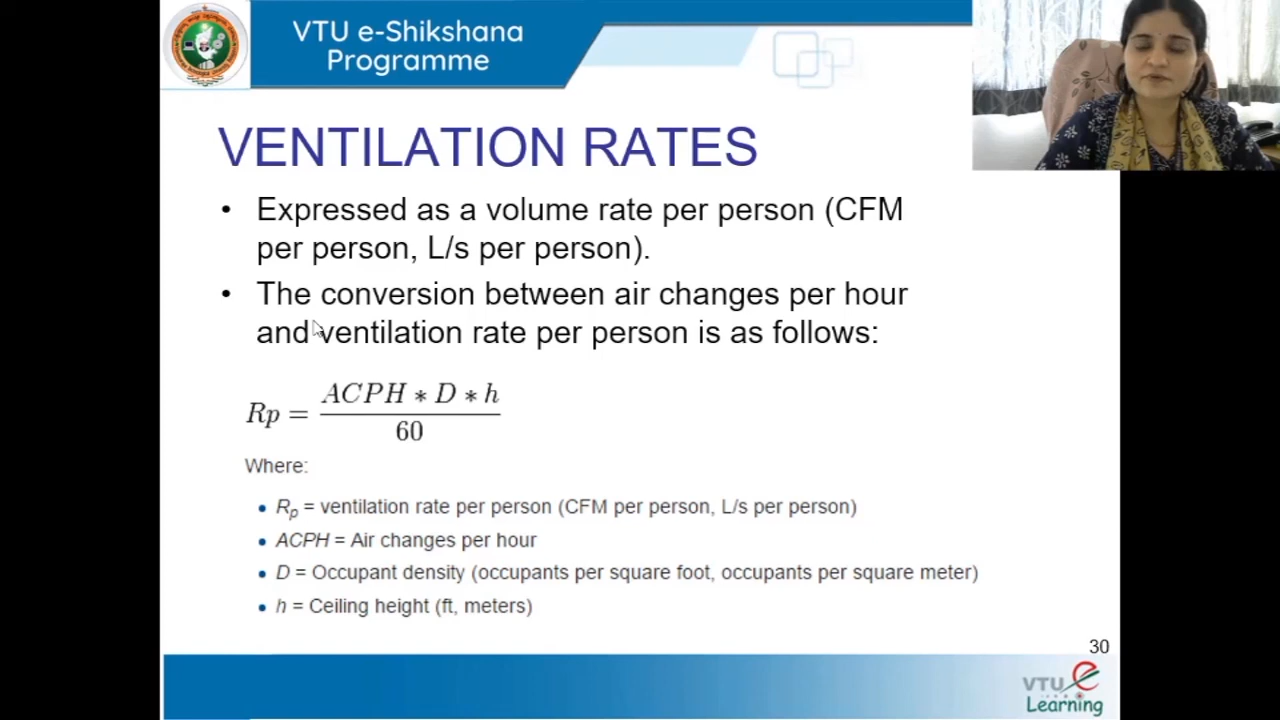 VTU e-Shikshana
Programme
VENTILATION RATES
• Expressed as a volume rate per person (CFM
per person, L/s per person).
• The conversion between air changes per hour
and ventilation rate per person is as follows:
Rp = ACPH ∗ D ∗ h / 60
Where:
• Rp = ventilation rate per person (CFM per person, L/s per person)
• ACPH = Air changes per hour
• D = Occupant density (occupants per square foot, occupants per square meter)
• h = Ceiling height (ft, meters)
30
VTU e
Learning